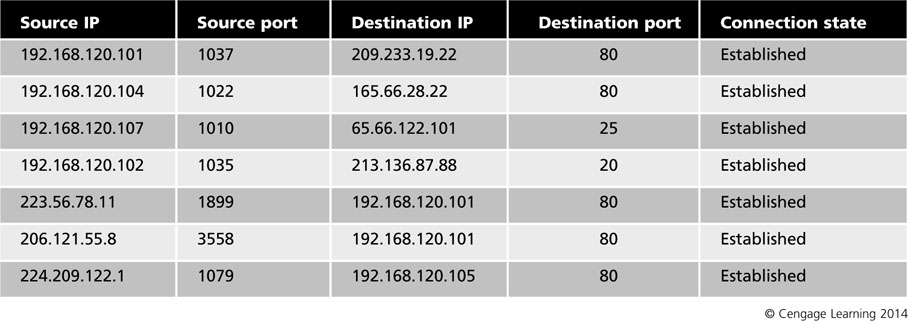 Source IP Source port Destination IP Destination port Connection state
192.168.120.101 1037 209.233.19.22 80 Established
192.168.120.104 1022 165.66.28.22 80 Established
192.168.120.107 1010 65.66.122.101 25 Established
192.168.120.102 1035 213.136.87.88 20 Established
223.56.78.11 1899 192.168.120.101 80 Established
206.121.55.8 3558 192.168.120.101 80 Established
224.209.122.1 1079 192.168.120.105 80 Established
© Cengage Learning 2014